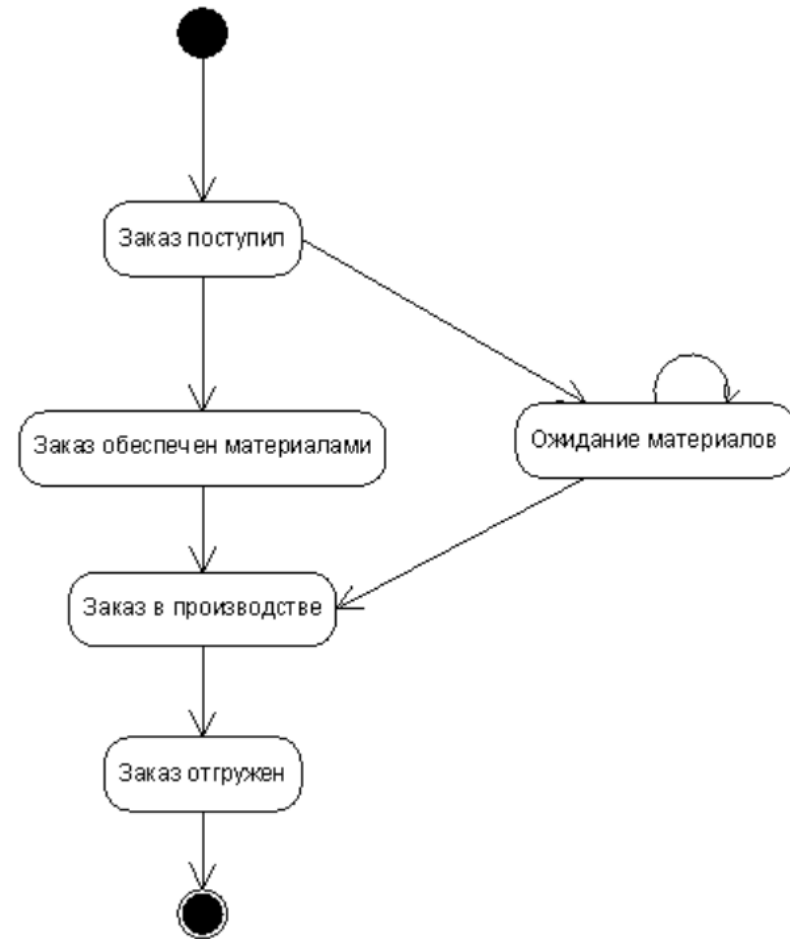 Заказ поступил
Заказ обеспечен материалами
Ожидание материалов
Заказ в производстве
Заказ отгружен